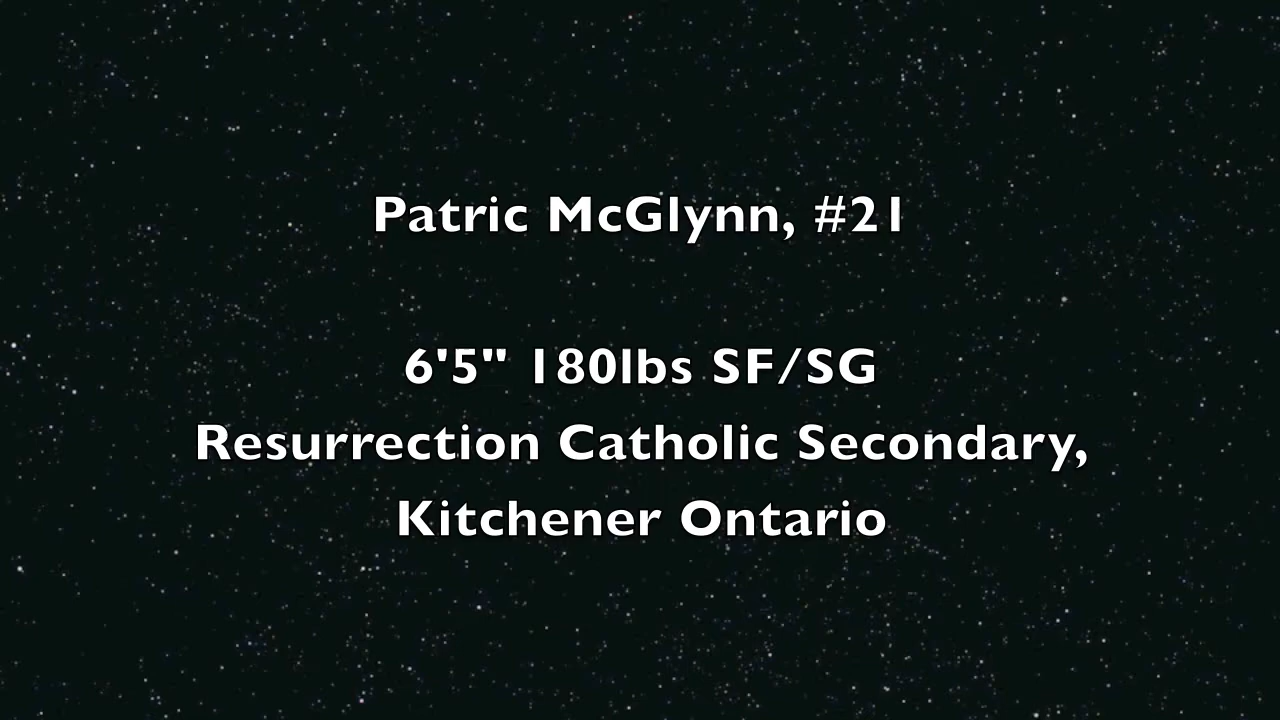 Patric McGlynn, #21
6'5" 180lbs SF/SG
Resurrection Catholic Secondary,
Kitchener Ontario